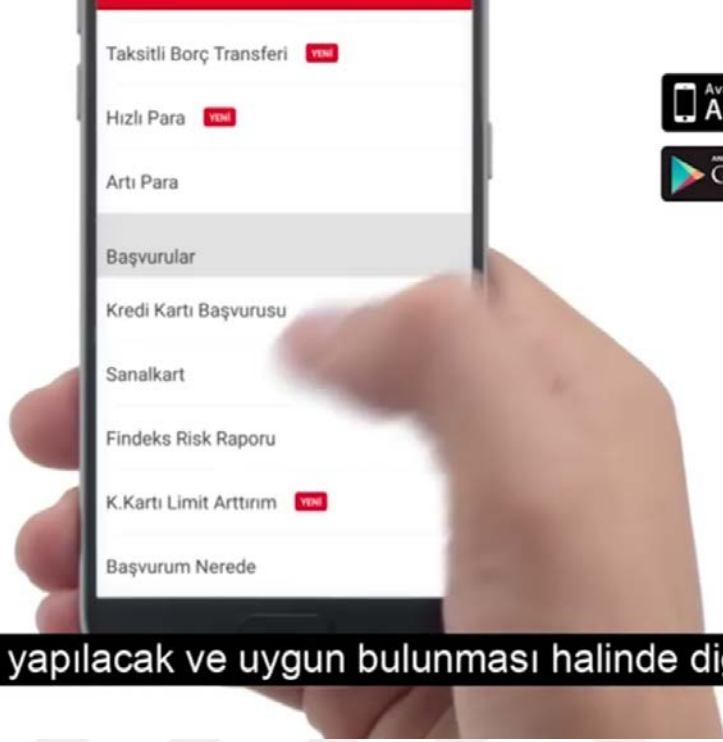 Taksitli Borç Transferi YENİ
Hızlı Para YENİ
Artı Para
Başvurular
Kredi Kartı Başvurusu
Sanalkart
Findeks Risk Raporu
K.Kartı Limit Arttırım YENİ
Başvurum Nerede
yapılacak ve uygun bulunması halinde